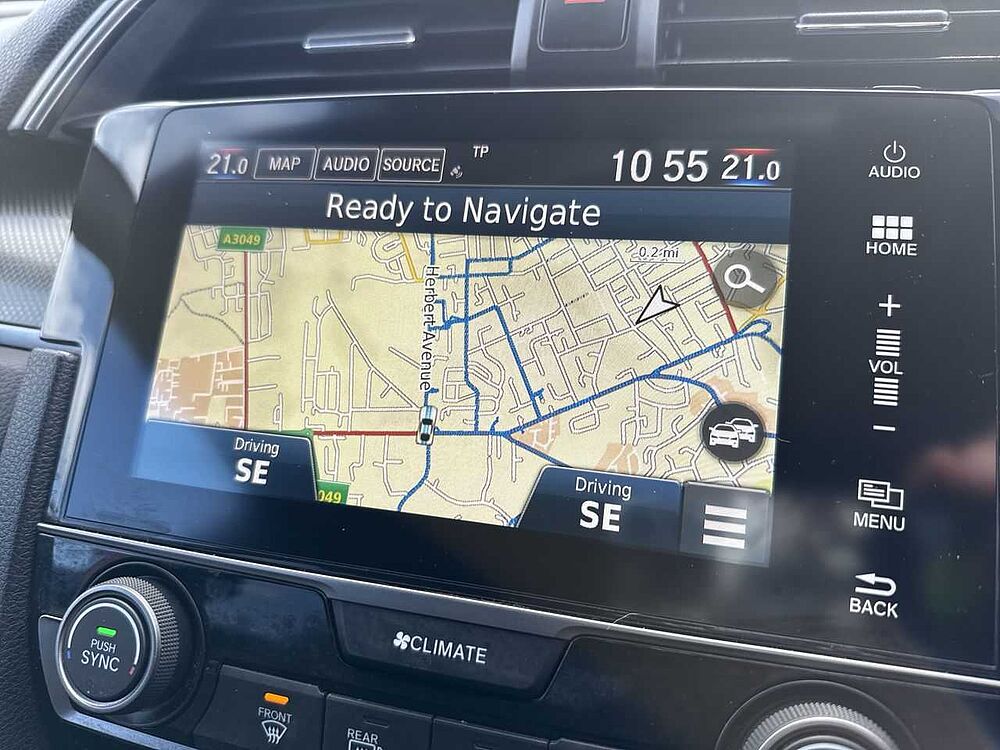 21.0 MAP AUDIO SOURCE TP 10 55 21.0
Ready to Navigate
A3049
0.2 mi
Herbert Avenue
Driving
SE
049
Driving
SE
AUDIO
HOME
+
VOL
−
MENU
BACK
PUSH
SYNC
CLIMATE
FRONT
REAR